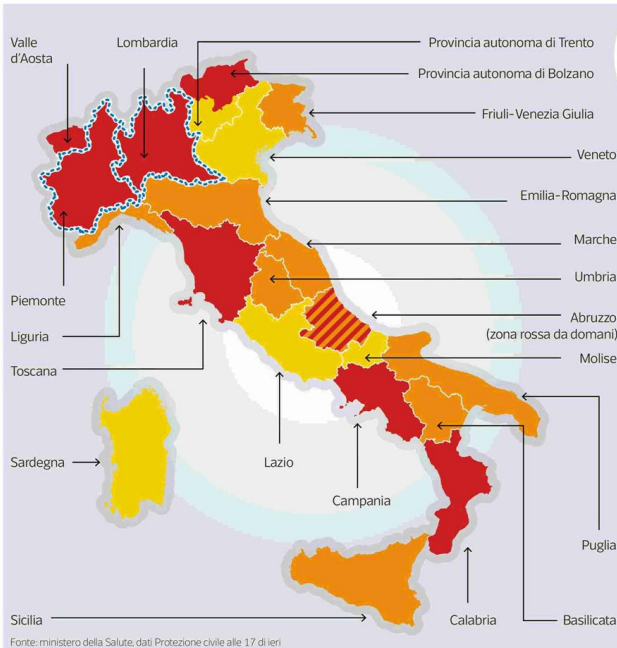 Valle
d'Aosta
Lombardia
Provincia autonoma di Trento
Provincia autonoma di Bolzano
Friuli-Venezia Giulia
Veneto
Emilia-Romagna
Marche
Umbria
Piemonte
Abruzzo
(zona rossa da domani)
Liguria
Molise
Toscana
Lazio
Sardegna
Campania
Puglia
Sicilia
Calabria
Basilicata
Fonte: ministero della Salute, dati Protezione civile alle 17 di ieri